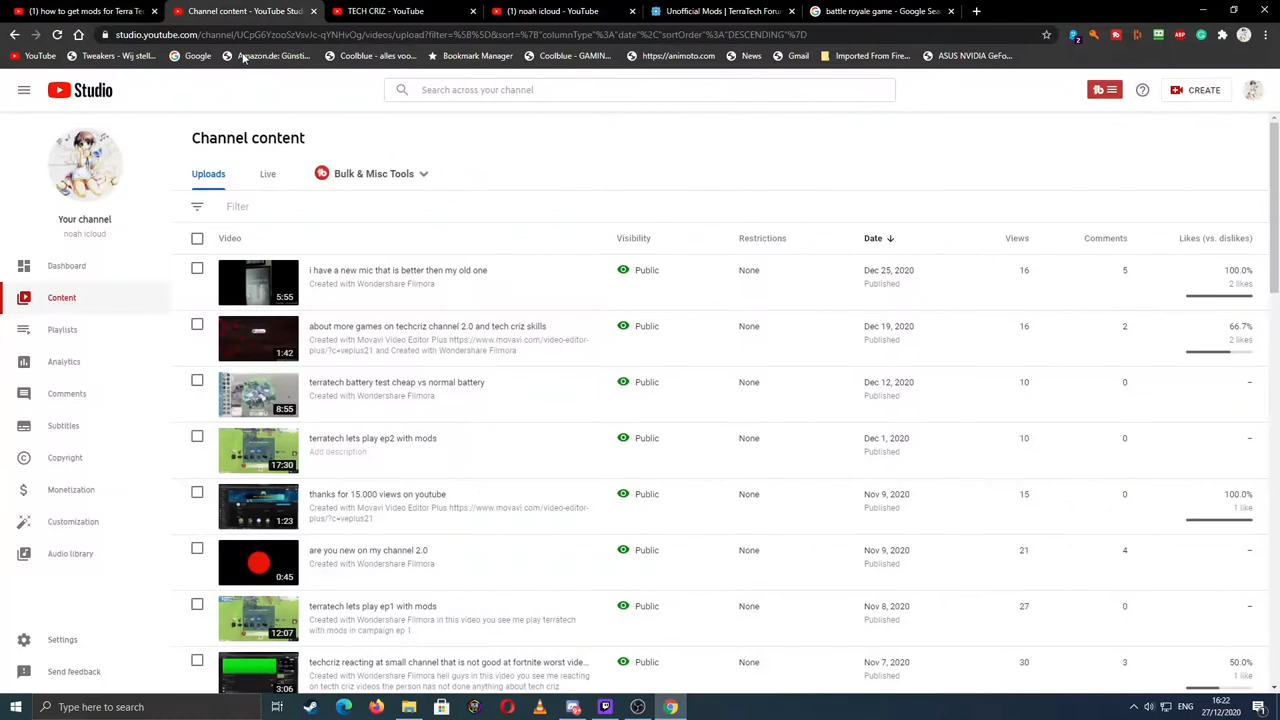 (1) how to get mods for Terra Te
Channel content - YouTube Studi
TECH CRIZ - YouTube
(1) noah icloud - YouTube
Unofficial Mods | TerraTech Forum
battle royale game - Google Sea
studio.youtube.com/channel/UCpG6YzooSzVsvJc-qYNHvOg/videos/upload?filter=%5B%5D&sort=%7B"columnType"%3A"date"%2C"sortOrder"%3A"DESCENDING"%7D
YouTube
Tweakers - Wij stell...
Google
Amazon.de: Günsti...
Coolblue - alles voo...
Bookmark Manager
Coolblue - GAMIN...
https://animoto.com
News
Imported From Fire...
ASUS NVIDIA GeFo...
Studio
Search across your channel
CREATE
Channel content
Uploads
Live
Bulk & Misc Tools
Your channel
noah icloud
Filter
Video
Visibility
Restrictions
Date
Views
Comments
Likes (vs. dislikes)
Dashboard
Content
Playlists
Analytics
Comments
Subtitles
Copyright
Monetization
Customization
Audio library
Settings
Send feedback
i have a new mic that is better then my old one
Public
None
Dec 25, 2020
16
3
100.0%
Created with Wondershare Filmora
Published
2 likes
5:55
about more games on techcriz channel 2.0 and tech criz skills
Public
None
Dec 19, 2020
16
2
66.7%
Created with Movavi Video Editor Plus https://www.movavi.com/video-editor-
plus/?c=veplus21 and Created with Wondershare Filmora
Published
2 likes
1:42
terratech battery test cheap vs normal battery
Public
None
Dec 12, 2020
10
0
–
Created with Wondershare Filmora
Published
8:55
terratech lets play ep2 with mods
Public
None
Dec 1, 2020
10
0
–
Add description
Published
17:30
thanks for 15.000 views on youtube
Public
None
Nov 9, 2020
17
0
100.0%
Created with Movavi Video Editor Plus https://www.movavi.com/video-editor-
plus/?c=veplus21
Published
1 like
1:23
are you new on my channel 2.0
Public
None
Nov 9, 2020
21
4
–
Created with Wondershare Filmora
Published
0:45
terratech lets play ep1 with mods
Public
None
Nov 8, 2020
27
2
–
Created with Wondershare Filmora in this video you see me play terratech
with mods in campaign ep 1
Published
12:07
techcriz reacting at small channel that is not good at fortnite worst vide...
Public
None
Nov 7, 2020
30
3
50.0%
Created with Wondershare Filmora hell guys in this video you see me reacting
to tech criz videos fortnite cam has not done anything about tech criz
Published
1 like
3:06
Type here to search
ENG
16:22
27/12/2020